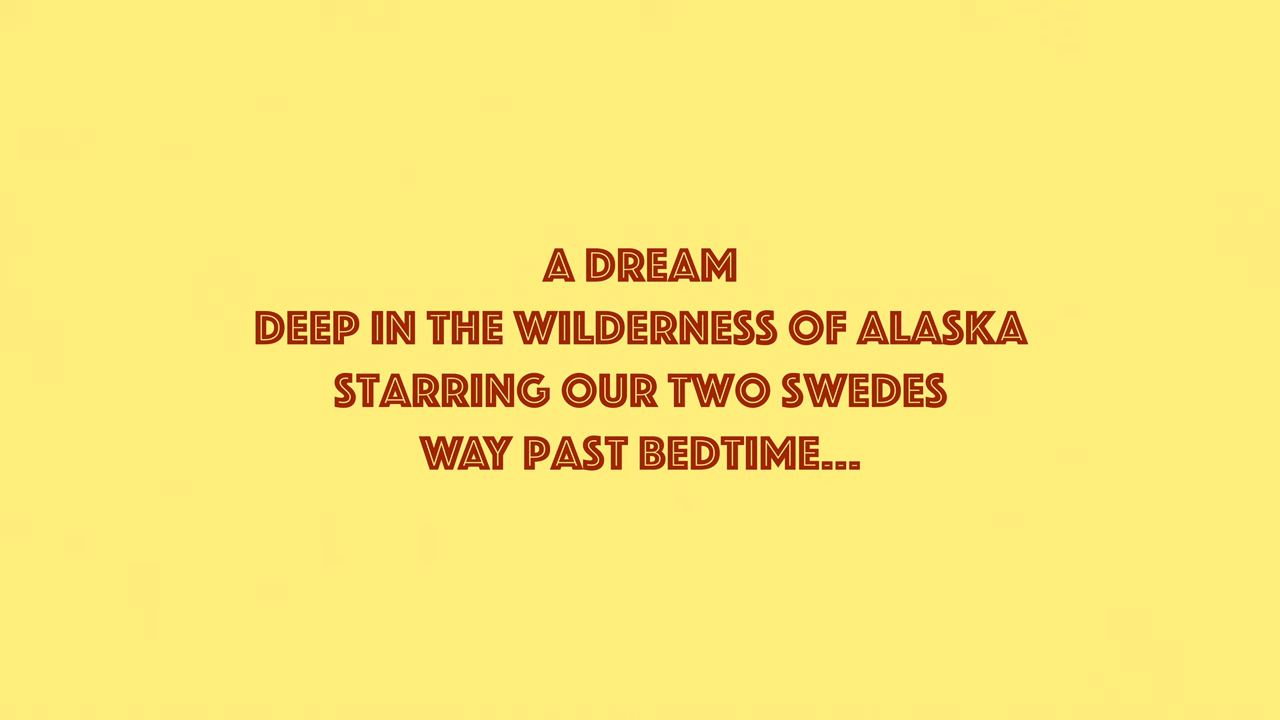 A DREAM
DEEP IN THE WILDERNESS OF ALASKA
STARRING OUR TWO SWEDES
WAY PAST BEDTIME...